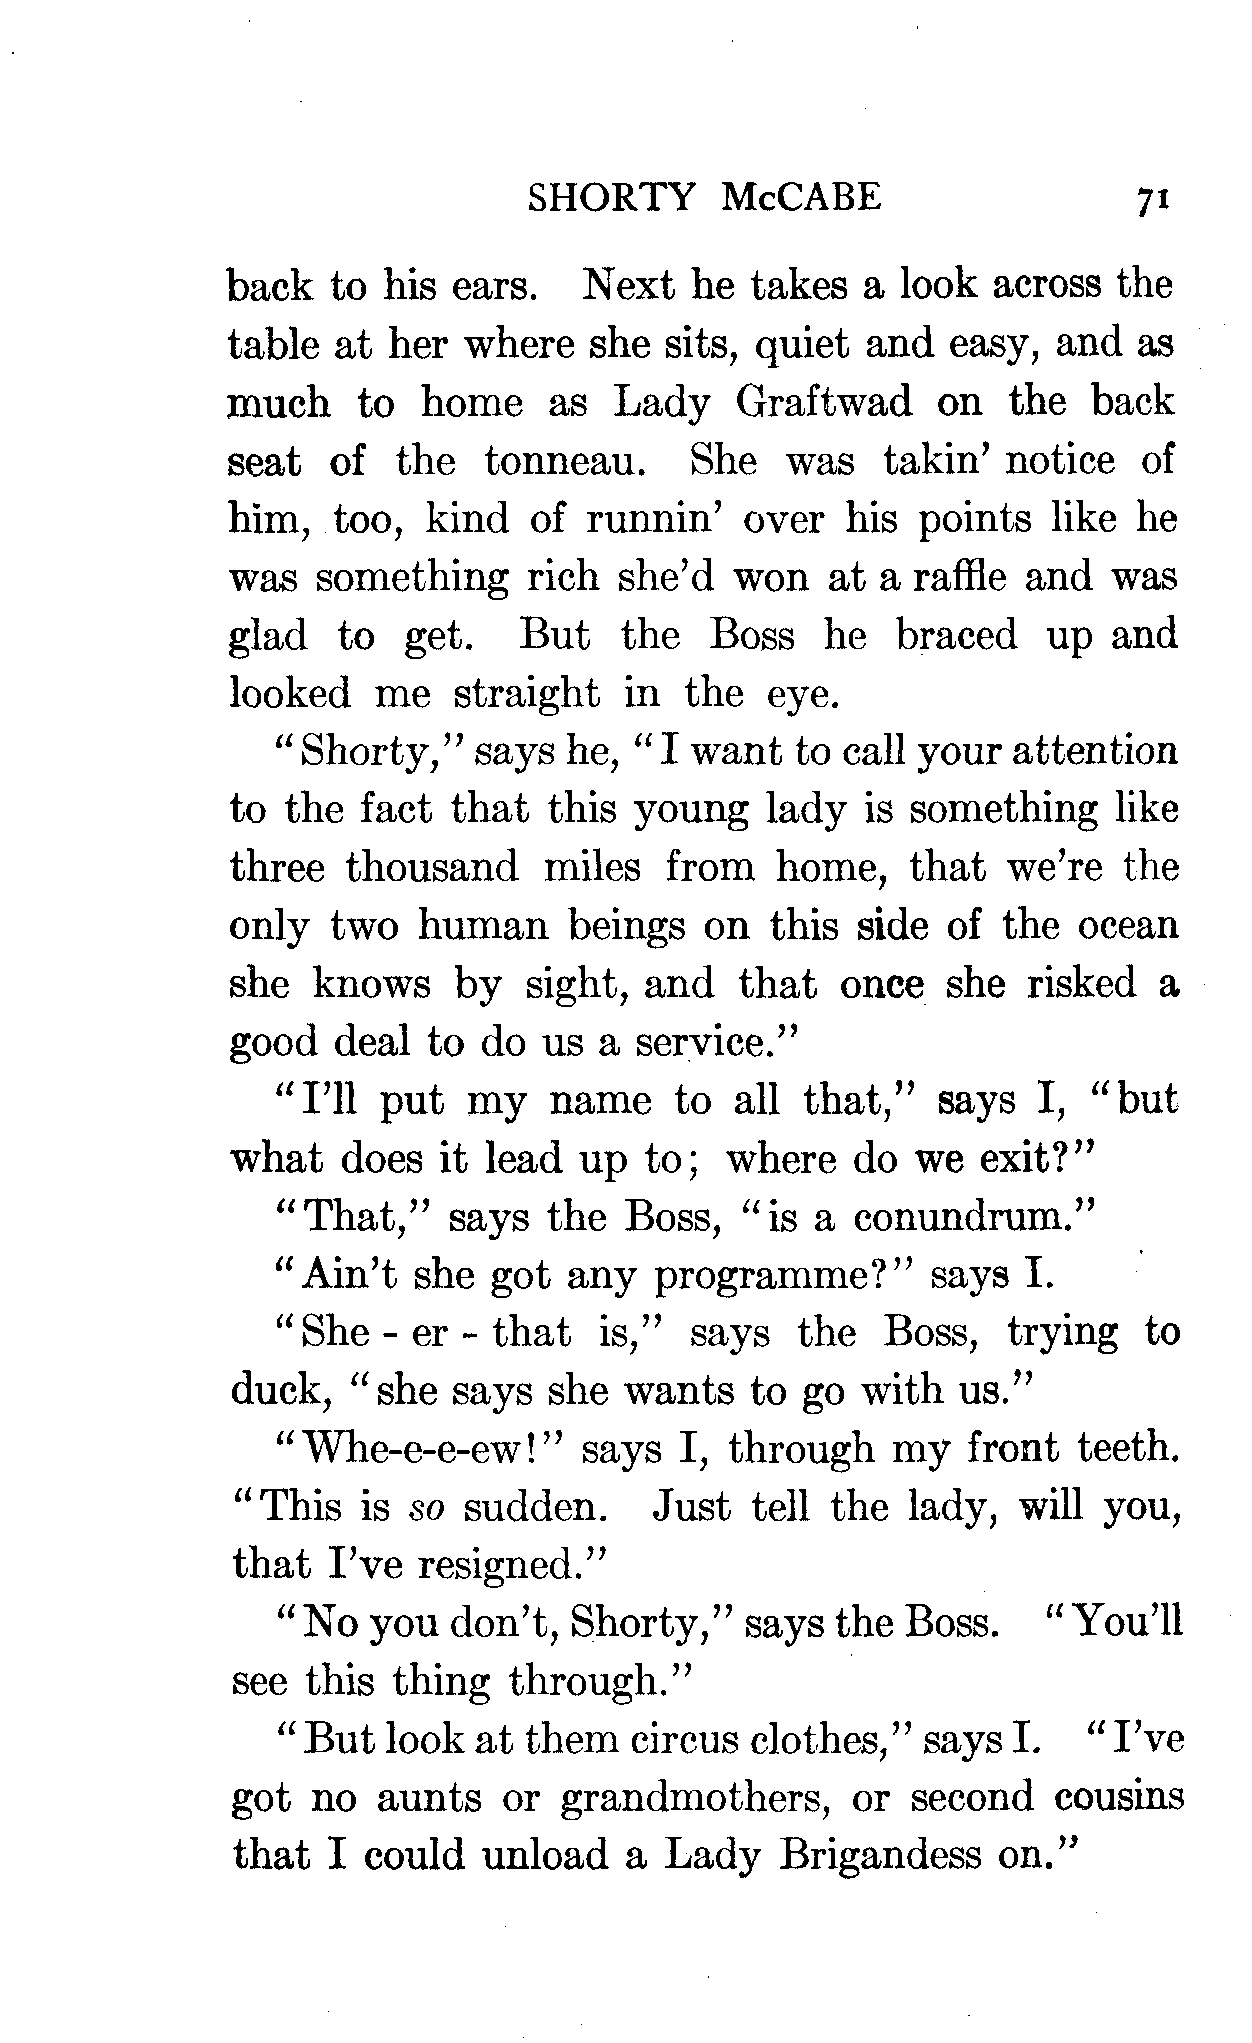 SHORTY McCABE 71
back to his ears. Next he takes a look across the
table at her where she sits, quiet and easy, and as
much to home as Lady Graftwad on the back
seat of the tonneau. She was takin' notice of
him, too, kind of runnin' over his points like he
was something rich she'd won at a raffle and was
glad to get. But the Boss he braced up and
looked me straight in the eye.
"Shorty," says he, "I want to call your attention
to the fact that this young lady is something like
three thousand miles from home, that we're the
only two human beings on this side of the ocean
she knows by sight, and that once she risked a
good deal to do us a service."
"I'll put my name to all that," says I, "but
what does it lead up to; where do we exit?"
"That," says the Boss, "is a conundrum."
"Ain't she got any programme?" says I.
"She - er - that is," says the Boss, trying to
duck, "she says she wants to go with us."
"Whe-e-e-ew!" says I, through my front teeth.
"This is so sudden. Just tell the lady, will you,
that I've resigned."
"No you don't, Shorty," says the Boss. "You'll
see this thing through."
"But look at them circus clothes," says I. "I've
got no aunts or grandmothers, or second cousins
that I could unload a Lady Brigandess on."